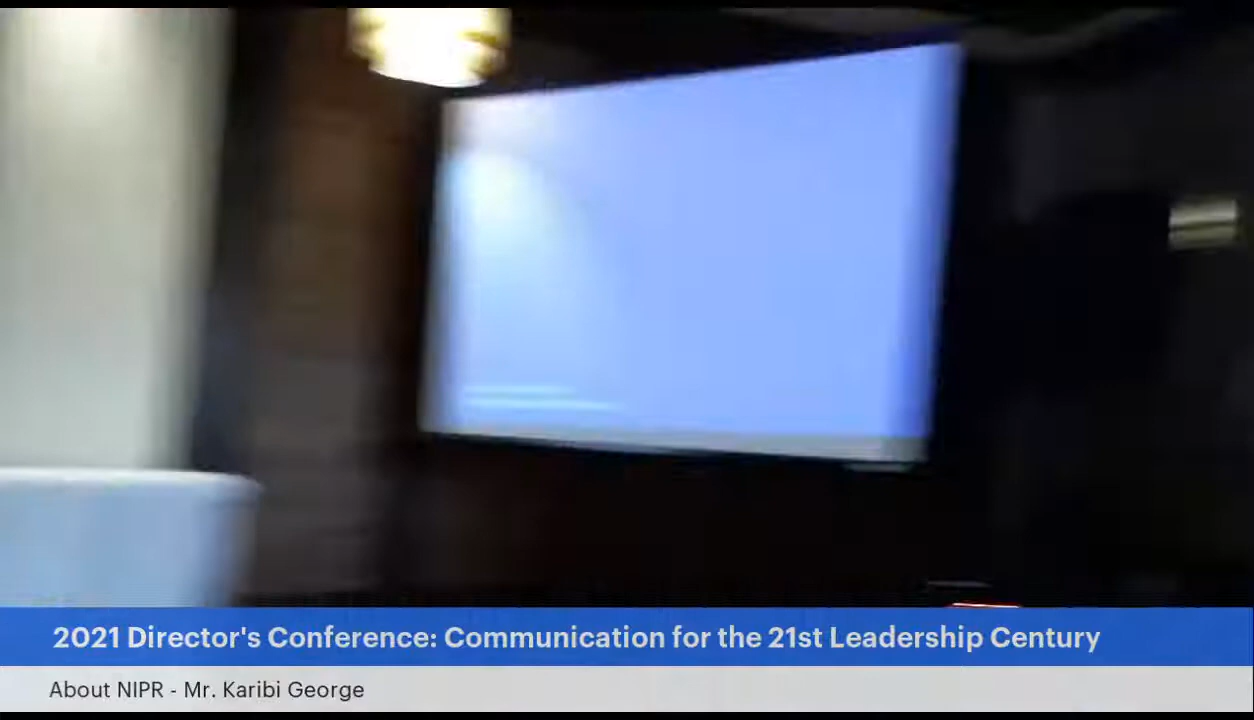 2021 Director's Conference: Communication for the 21st Leadership Century
About NIPR - Mr. Karibi George